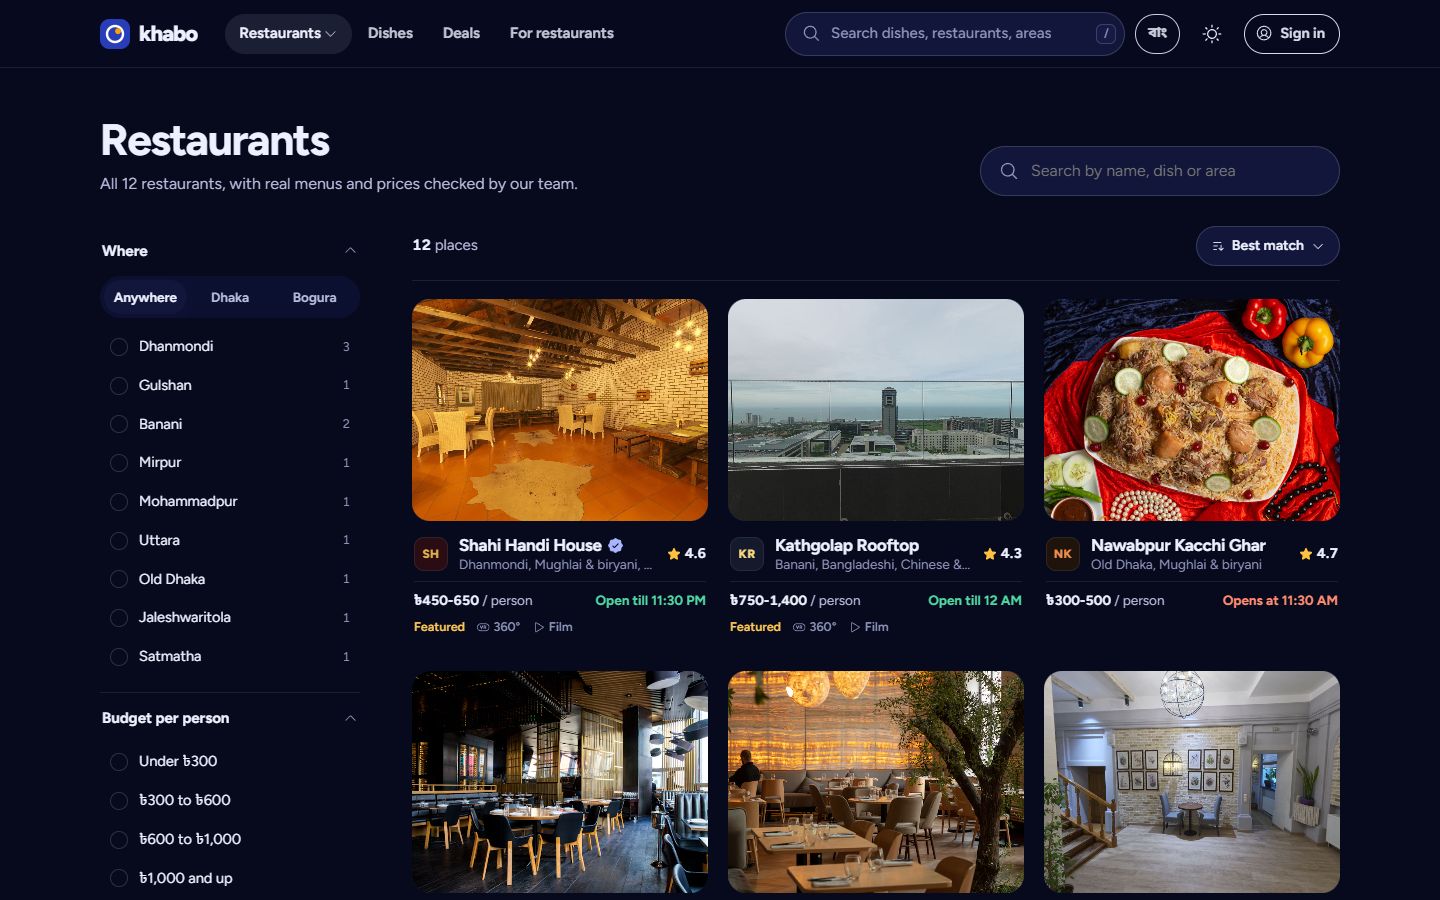 khabo
Restaurants
Dishes
Deals
For restaurants
Search dishes, restaurants, areas
/
বাং
Sign in
Restaurants
All 12 restaurants, with real menus and prices checked by our team.
Search by name, dish or area
Where
Anywhere
Dhaka
Bogura
Dhanmondi 3
Gulshan 1
Banani 2
Mirpur 1
Mohammadpur 1
Uttara 1
Old Dhaka 1
Jaleshwaritola 1
Satmatha 1
Budget per person
Under ৳300
৳300 to ৳600
৳600 to ৳1,000
৳1,000 and up
12 places
Best match
SH
Shahi Handi House
4.6
Dhanmondi, Mughlai & biryani, ...
৳450-650 / person
Open till 11:30 PM
Featured
360°
Film
KR
Kathgolap Rooftop
4.3
Banani, Bangladeshi, Chinese &...
৳750-1,400 / person
Open till 12 AM
Featured
360°
Film
NK
Nawabpur Kacchi Ghar
4.7
Old Dhaka, Mughlai & biryani
৳300-500 / person
Opens at 11:30 AM